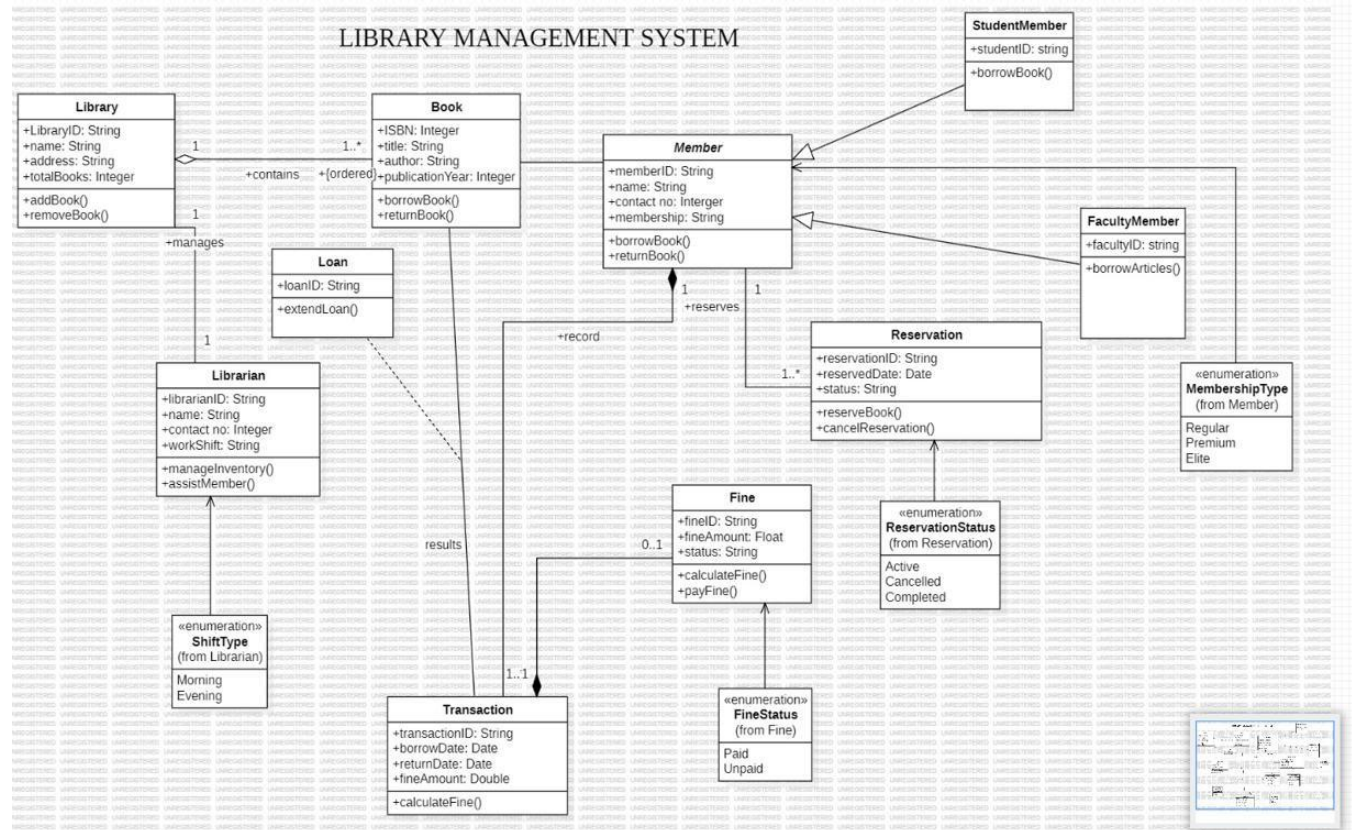 LIBRARY MANAGEMENT SYSTEM
StudentMember
+studentID: string
+borrowBook()
Library
+LibraryID: String
+name: String
+address: String
+totalBooks: Integer
+addBook()
+removeBook()
1
1..*
+contains
+{ordered}
Book
+ISBN: Integer
+title: String
+author: String
+publicationYear: Integer
+borrowBook()
+returnBook()
Member
+memberID: String
+name: String
+contact no: Interger
+membership: String
+borrowBook()
+returnBook()
FacultyMember
+facultyID: string
+borrowArticles()
1
+manages
1
Loan
+loanID: String
+extendLoan()
1
+reserves
1
+record
1..*
Reservation
+reservationID: String
+reservedDate: Date
+status: String
+reserveBook()
+cancelReservation()
«enumeration»
MembershipType
(from Member)
Regular
Premium
Elite
Librarian
+librarianID: String
+name: String
+contact no: Integer
+workShift: String
+manageInventory()
+assistMember()
Fine
+fineID: String
+fineAmount: Float
+status: String
+calculateFine()
+payFine()
«enumeration»
ReservationStatus
(from Reservation)
Active
Cancelled
Completed
results
0..1
«enumeration»
ShiftType
(from Librarian)
Morning
Evening
1..1
Transaction
+transactionID: String
+borrowDate: Date
+returnDate: Date
+fineAmount: Double
+calculateFine()
«enumeration»
FineStatus
(from Fine)
Paid
Unpaid